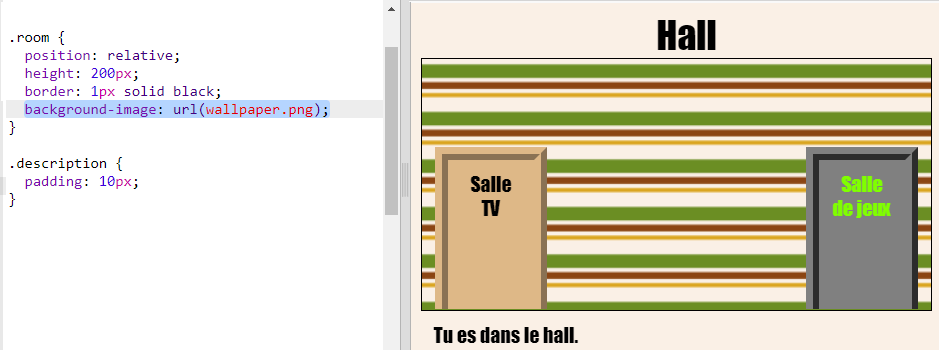 .room {
  position: relative;
  height: 200px;
  border: 1px solid black;
  background-image: url(wallpaper.png);
}
.description {
  padding: 10px;
}
Hall
Salle
TV
Salle
de jeux
Tu es dans le hall.